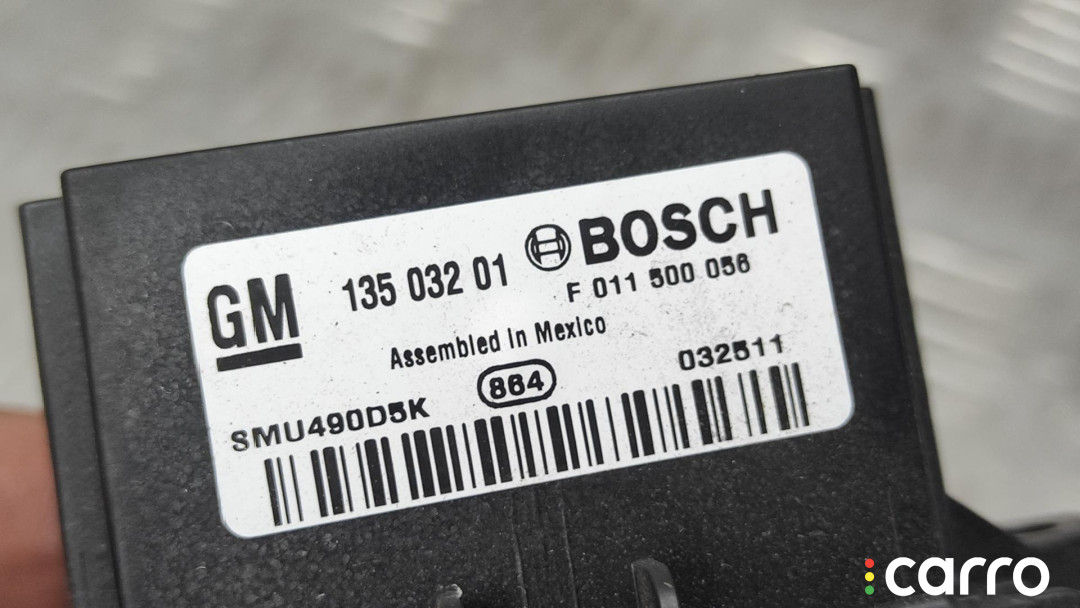 GM 135 032 01 BOSCH
F 011 500 056
Assembled in Mexico
864
SMU490D5K 032511
carro